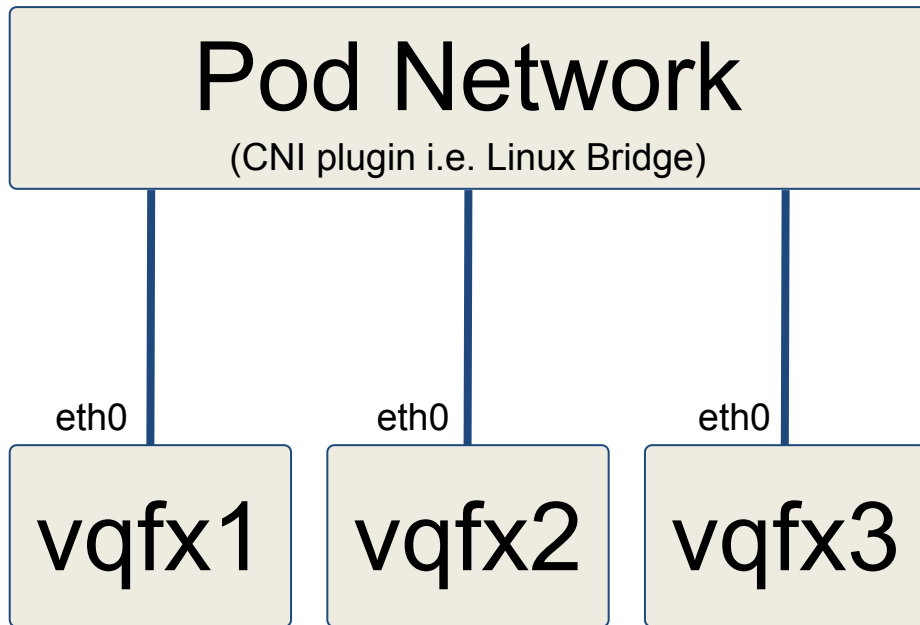 Pod Network
(CNI plugin i.e. Linux Bridge)
eth0 eth0 eth0
vqfx1 vqfx2 vqfx3